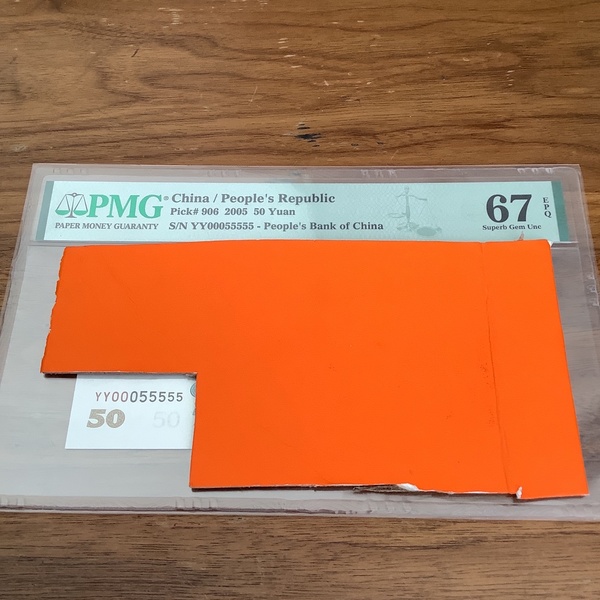 PMG®
PAPER MONEY GUARANTY
China / People's Republic
Pick# 906 2005 50 Yuan
S/N YY00055555 - People's Bank of China
67
EPQ
Superb Gem Unc
YY00055555
50 50